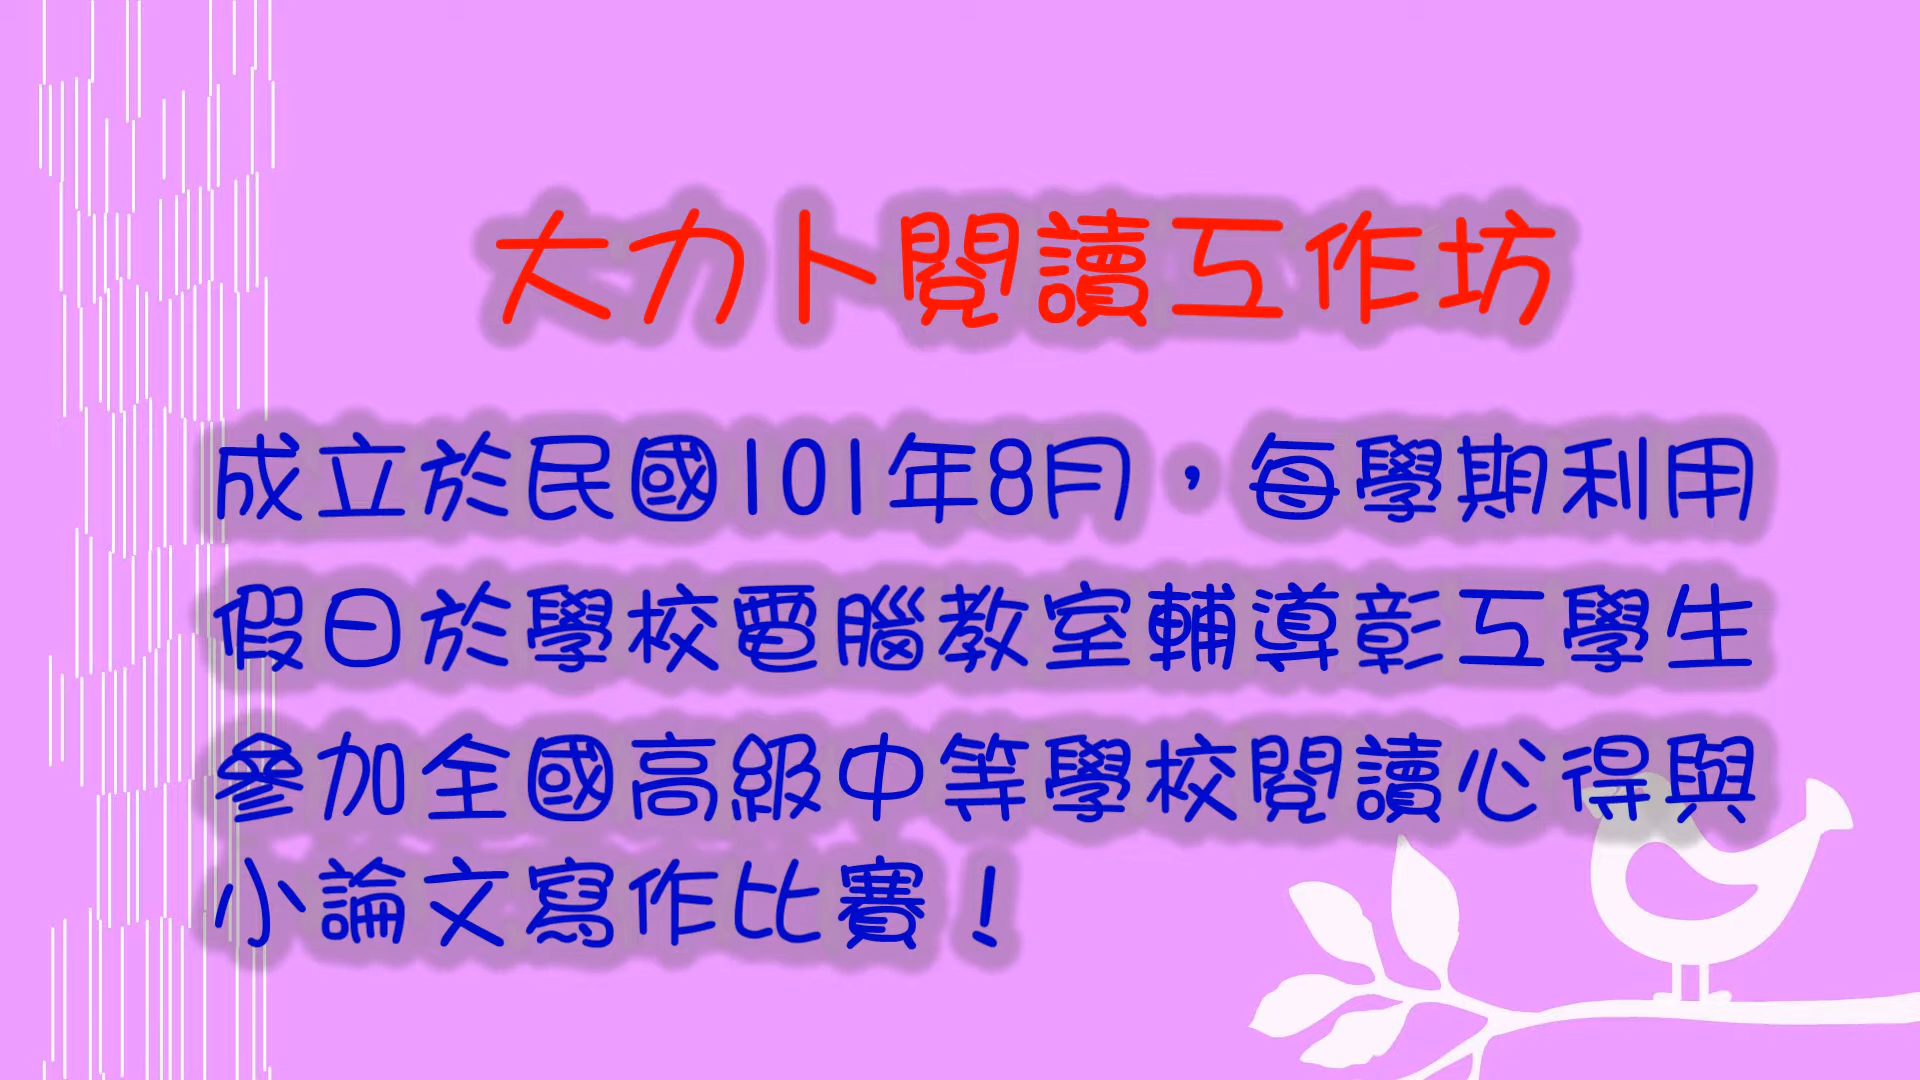 大力卜閱讀工作坊
成立於民國101年8月，每學期利用
假日於學校電腦教室輔導彰工學生
參加全國高級中等學校閱讀心得與
小論文寫作比賽！